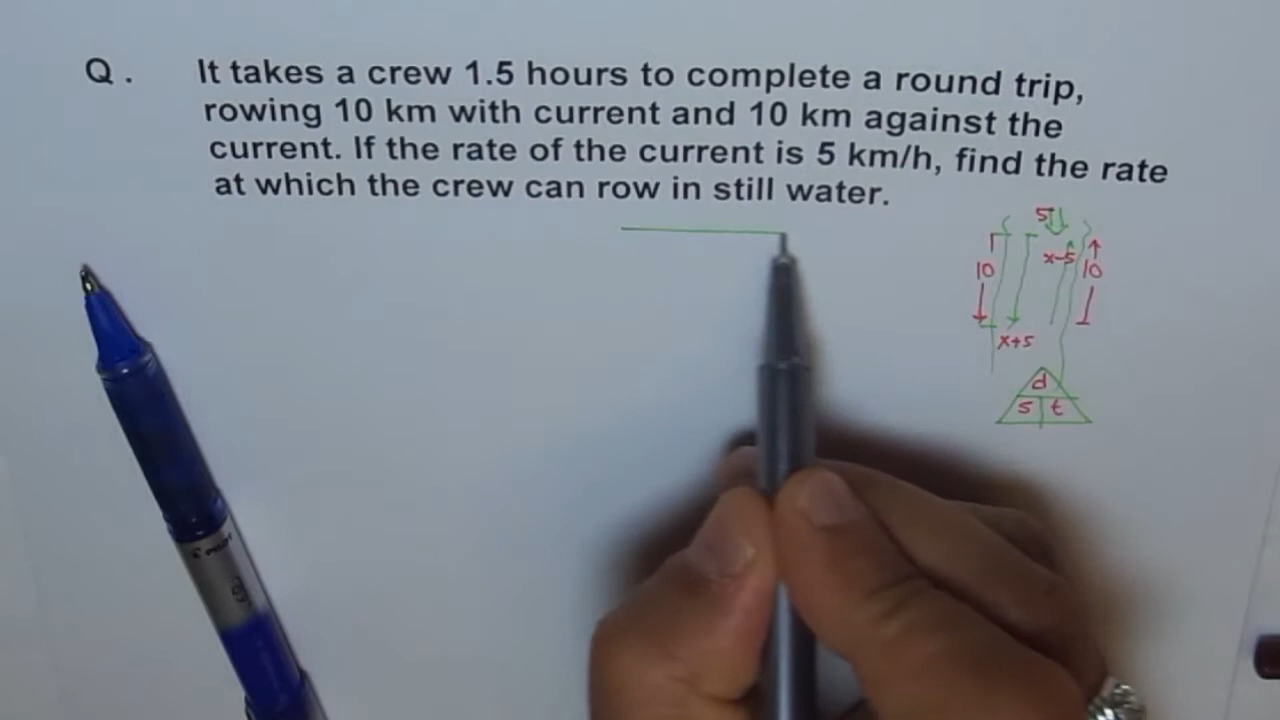 Q. It takes a crew 1.5 hours to complete a round trip,
rowing 10 km with current and 10 km against the
current. If the rate of the current is 5 km/h, find the rate
at which the crew can row in still water.
5
10 x-5 10
x+5
d
s t